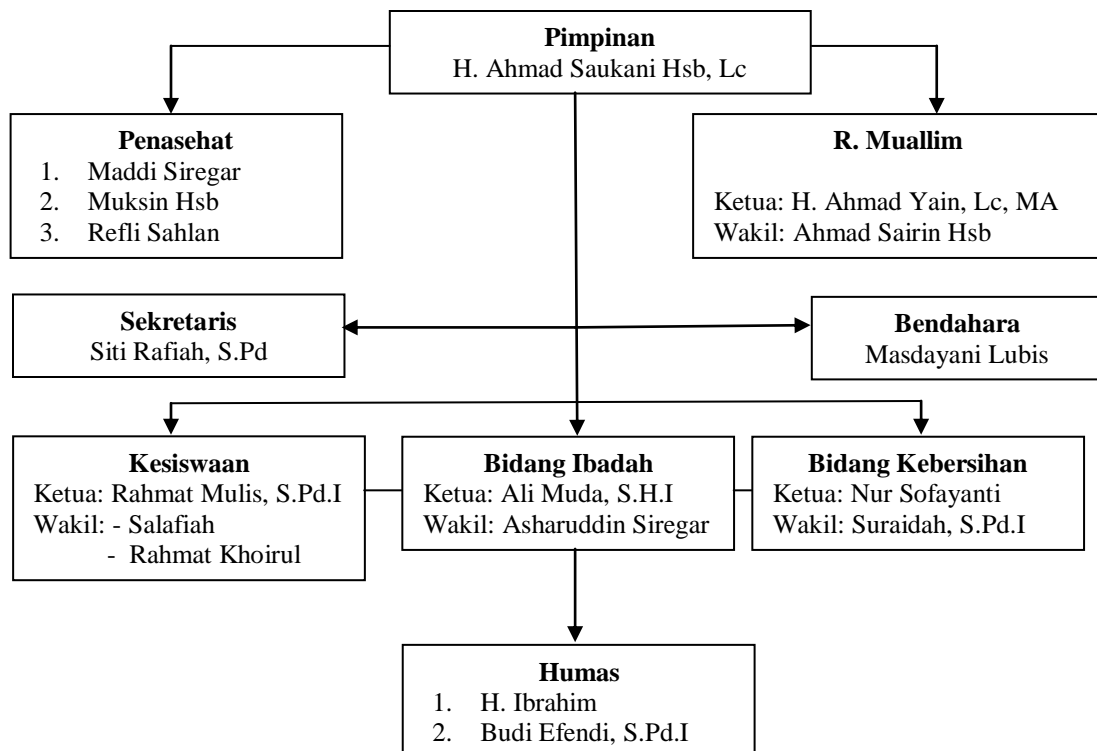 Pimpinan
H. Ahmad Saukani Hsb, Lc
Penasehat
1. Maddi Siregar
2. Muksin Hsb
3. Refli Sahlan
R. Muallim
Ketua: H. Ahmad Yain, Lc, MA
Wakil: Ahmad Sairin Hsb
Sekretaris
Siti Rafiah, S.Pd
Bendahara
Masdayani Lubis
Kesiswaan
Ketua: Rahmat Mulis, S.Pd.I
Wakil: - Salafiah
- Rahmat Khoirul
Bidang Ibadah
Ketua: Ali Muda, S.H.I
Wakil: Asharuddin Siregar
Bidang Kebersihan
Ketua: Nur Sofayanti
Wakil: Suraidah, S.Pd.I
Humas
1. H. Ibrahim
2. Budi Efendi, S.Pd.I